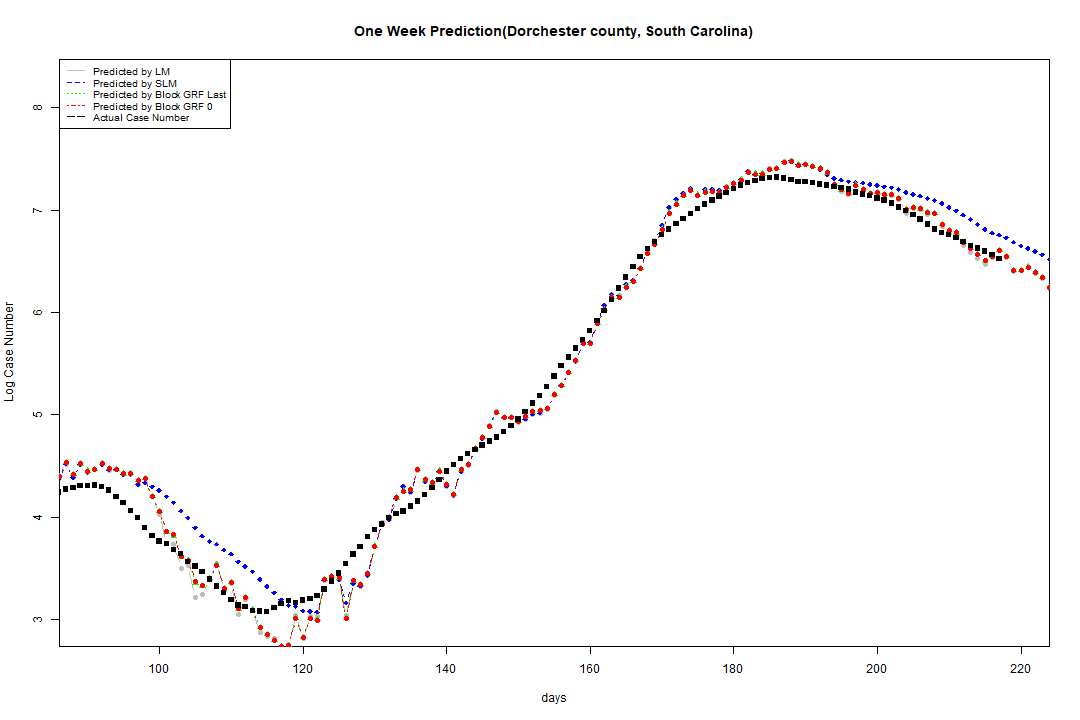 One Week Prediction(Dorchester county, South Carolina)
Predicted by LM
Predicted by SLM
Predicted by Block GRF Last
Predicted by Block GRF 0
Actual Case Number
8
7
6
5
4
3
Log Case Number
100 120 140 160 180 200 220
days